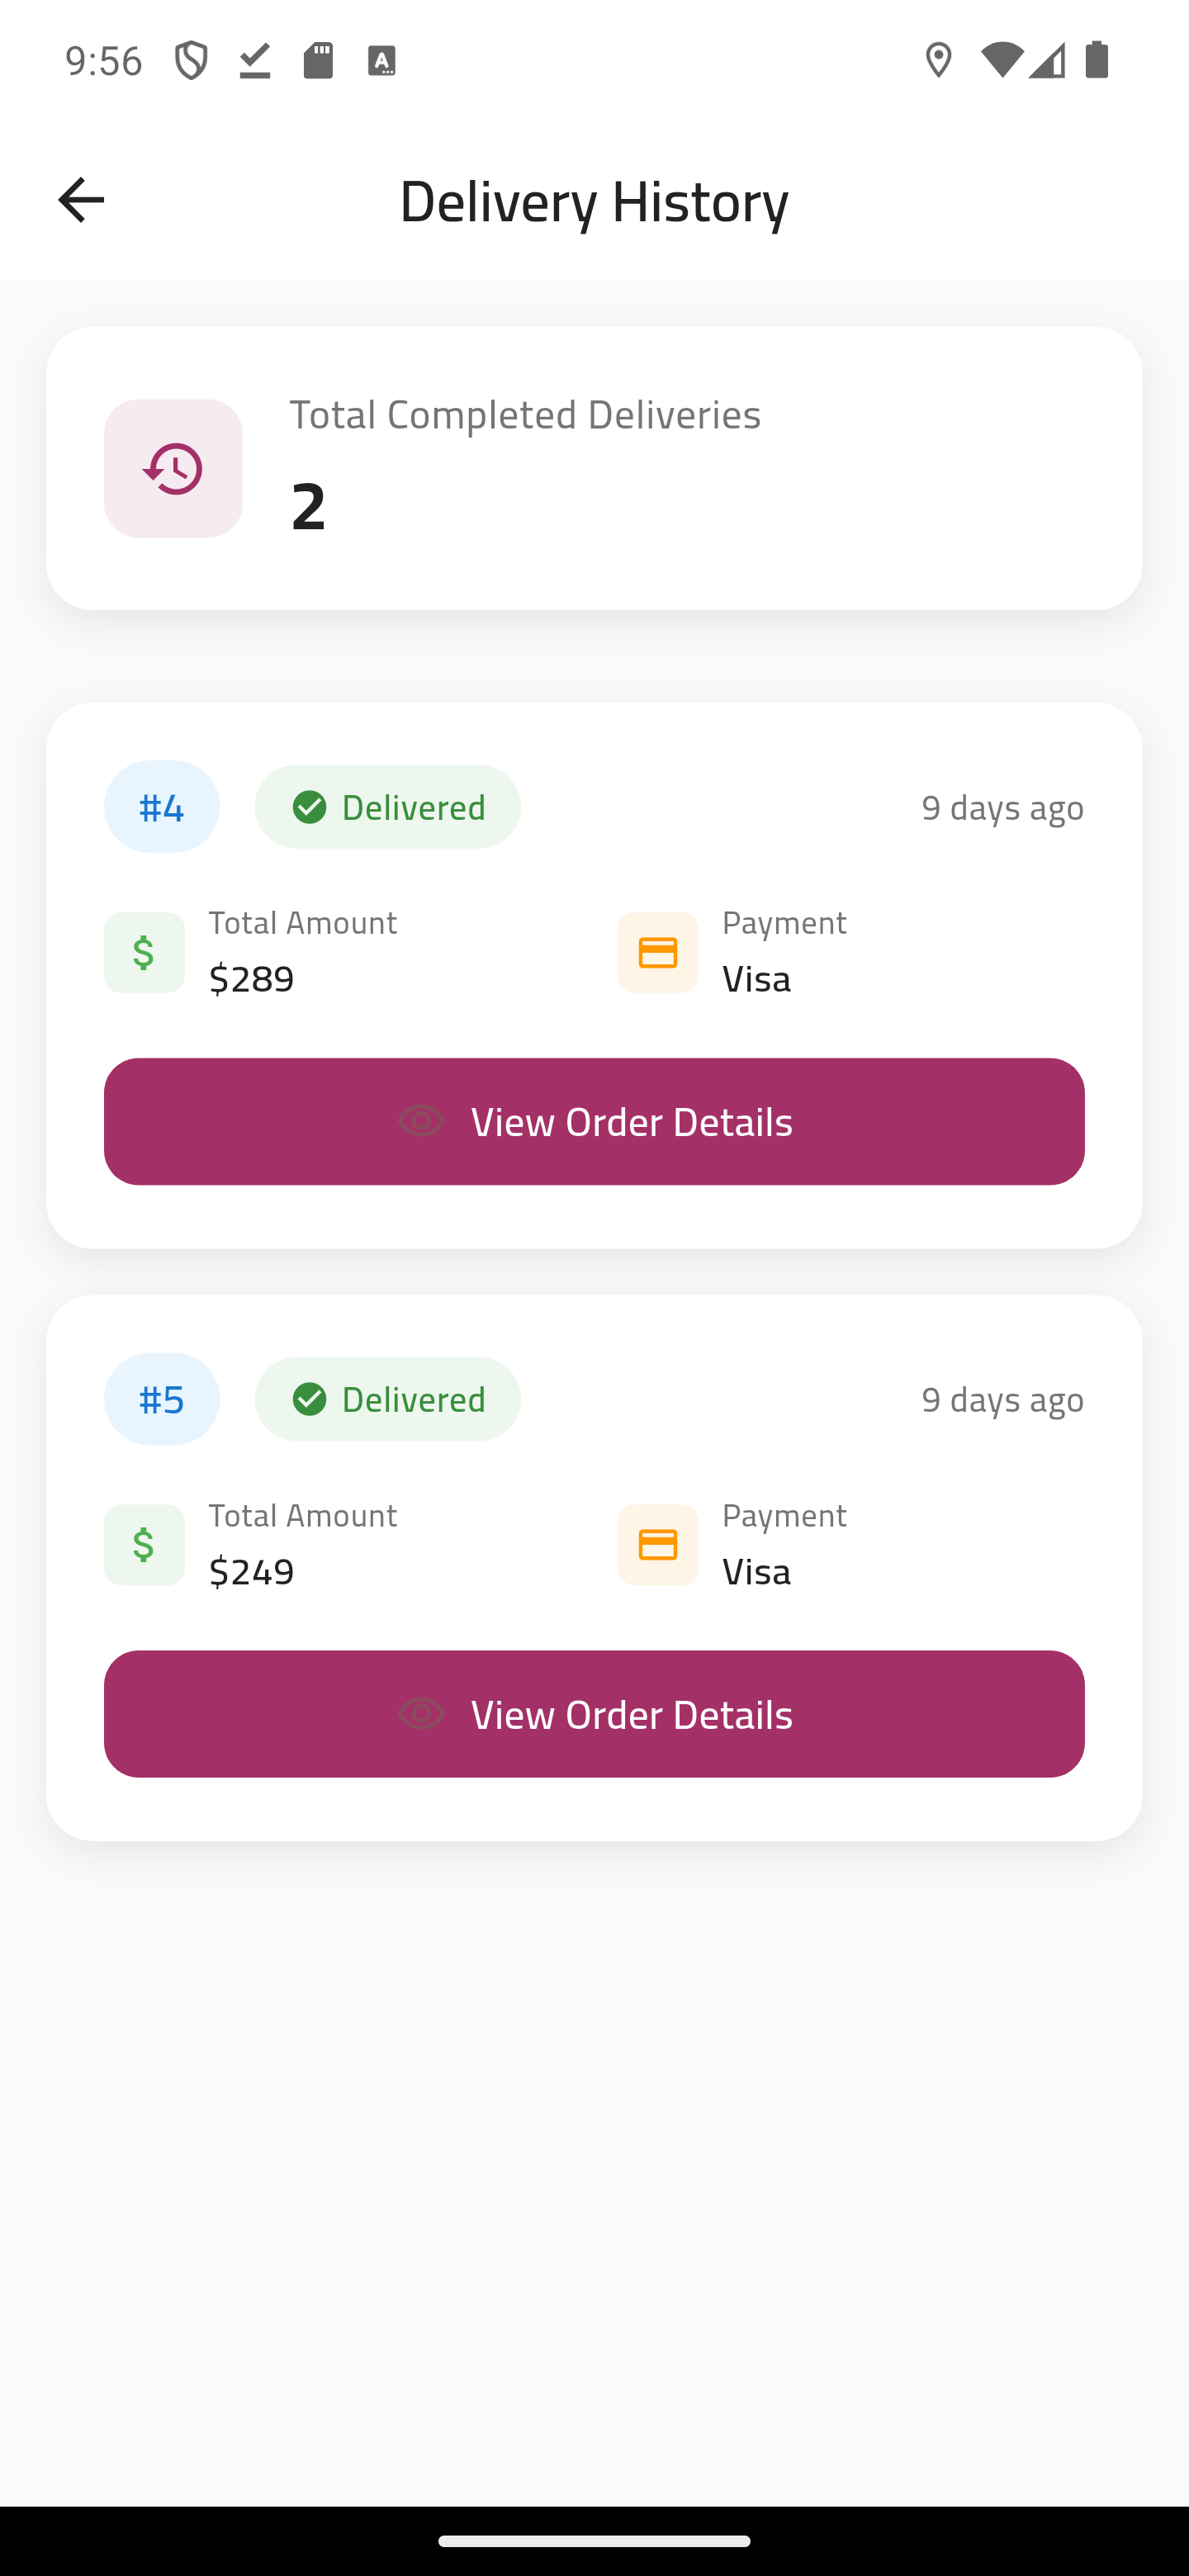 9:56
Delivery History
Total Completed Deliveries
2
#4 Delivered 9 days ago
Total Amount Payment
$289 Visa
View Order Details
#5 Delivered 9 days ago
Total Amount Payment
$249 Visa
View Order Details